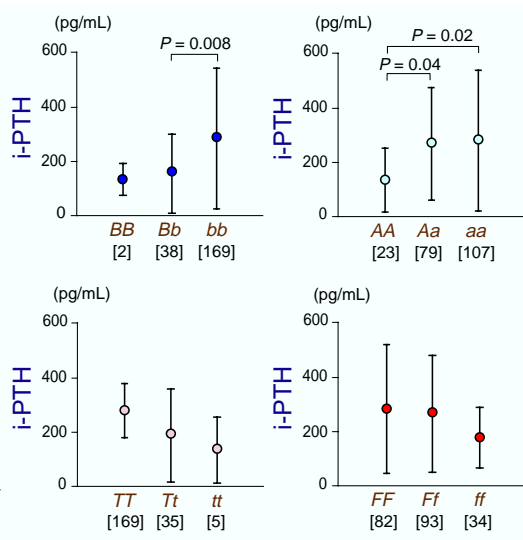 (pg/mL)
600
400
200
0
i-PTH
P = 0.008
BB Bb bb
[2] [38] [169]
(pg/mL)
600
400
200
0
i-PTH
P = 0.02
P = 0.04
AA Aa aa
[23] [79] [107]
(pg/mL)
600
400
200
0
i-PTH
TT Tt tt
[169] [35] [5]
(pg/mL)
600
400
200
0
i-PTH
FF Ff ff
[82] [93] [34]